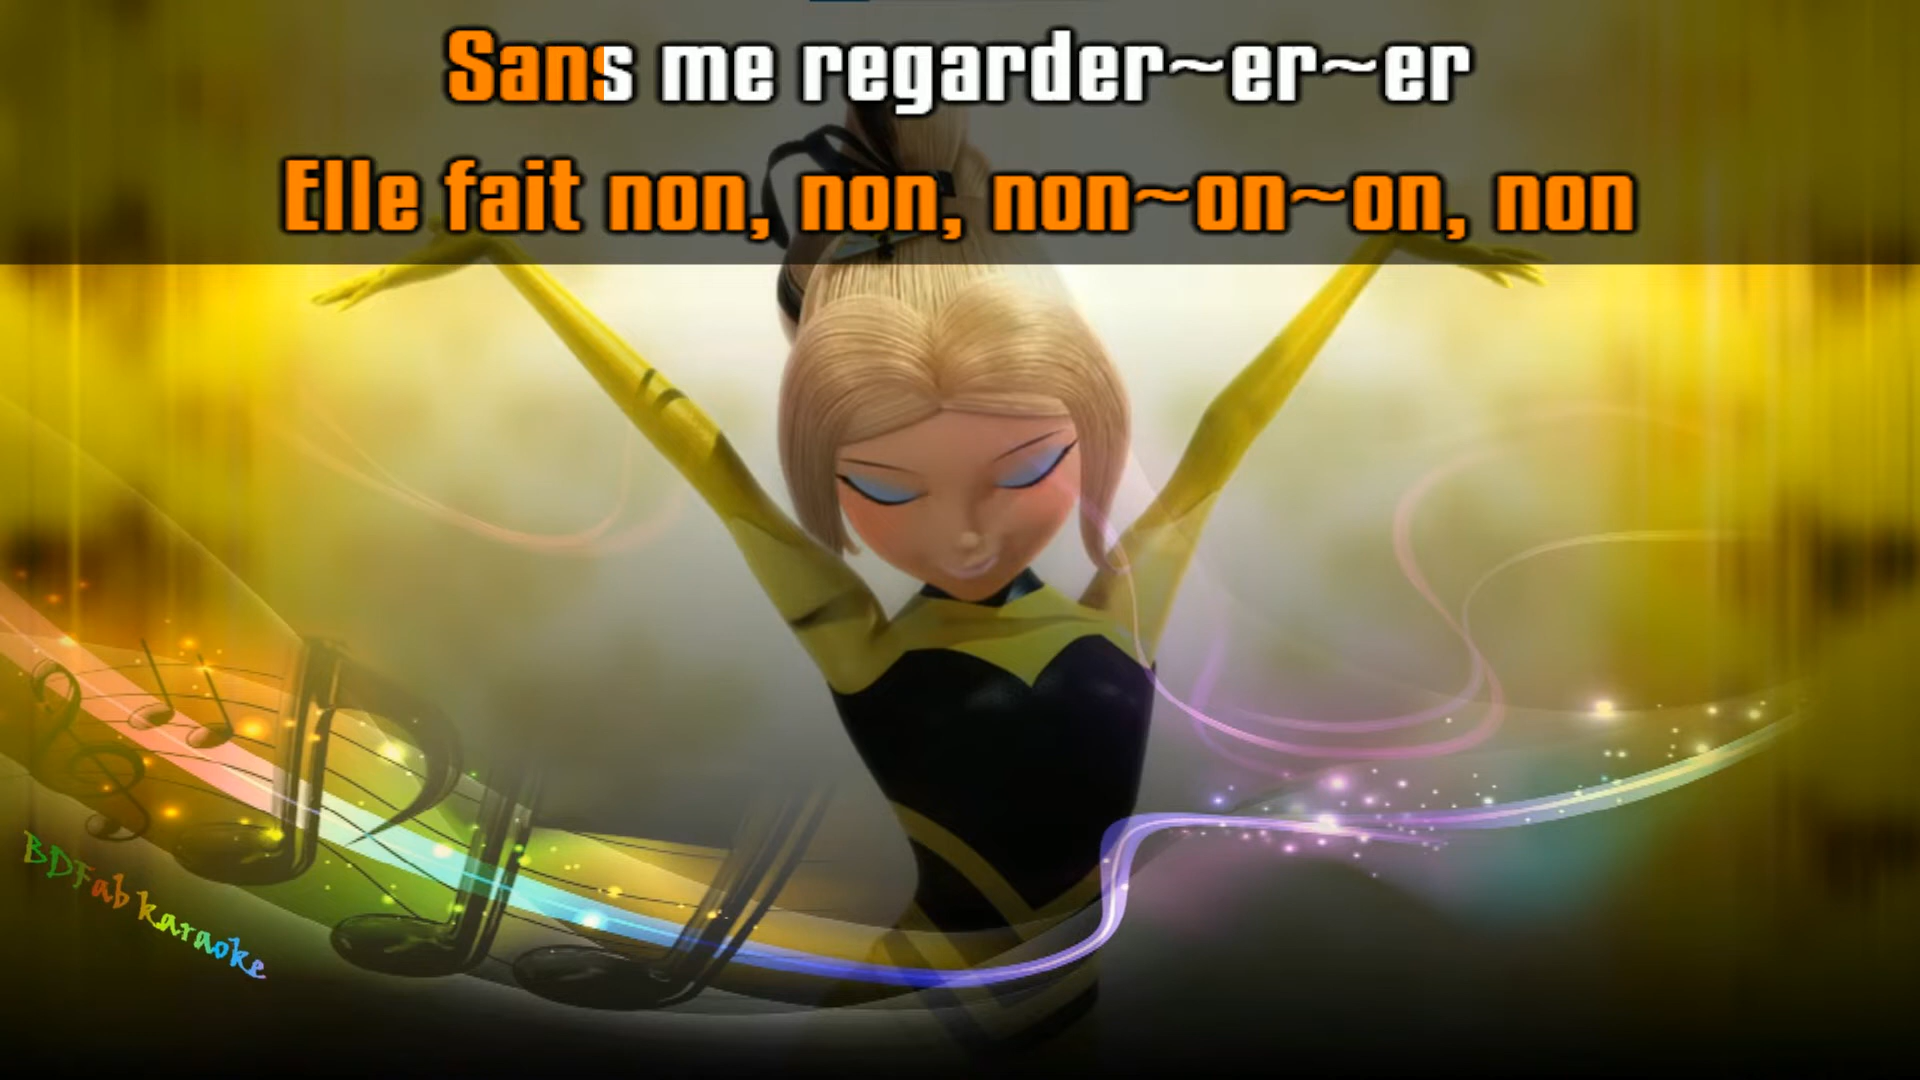 Sans me regarder~er~er
Elle fait non, non, non~on~on, non
BDFab karaoke